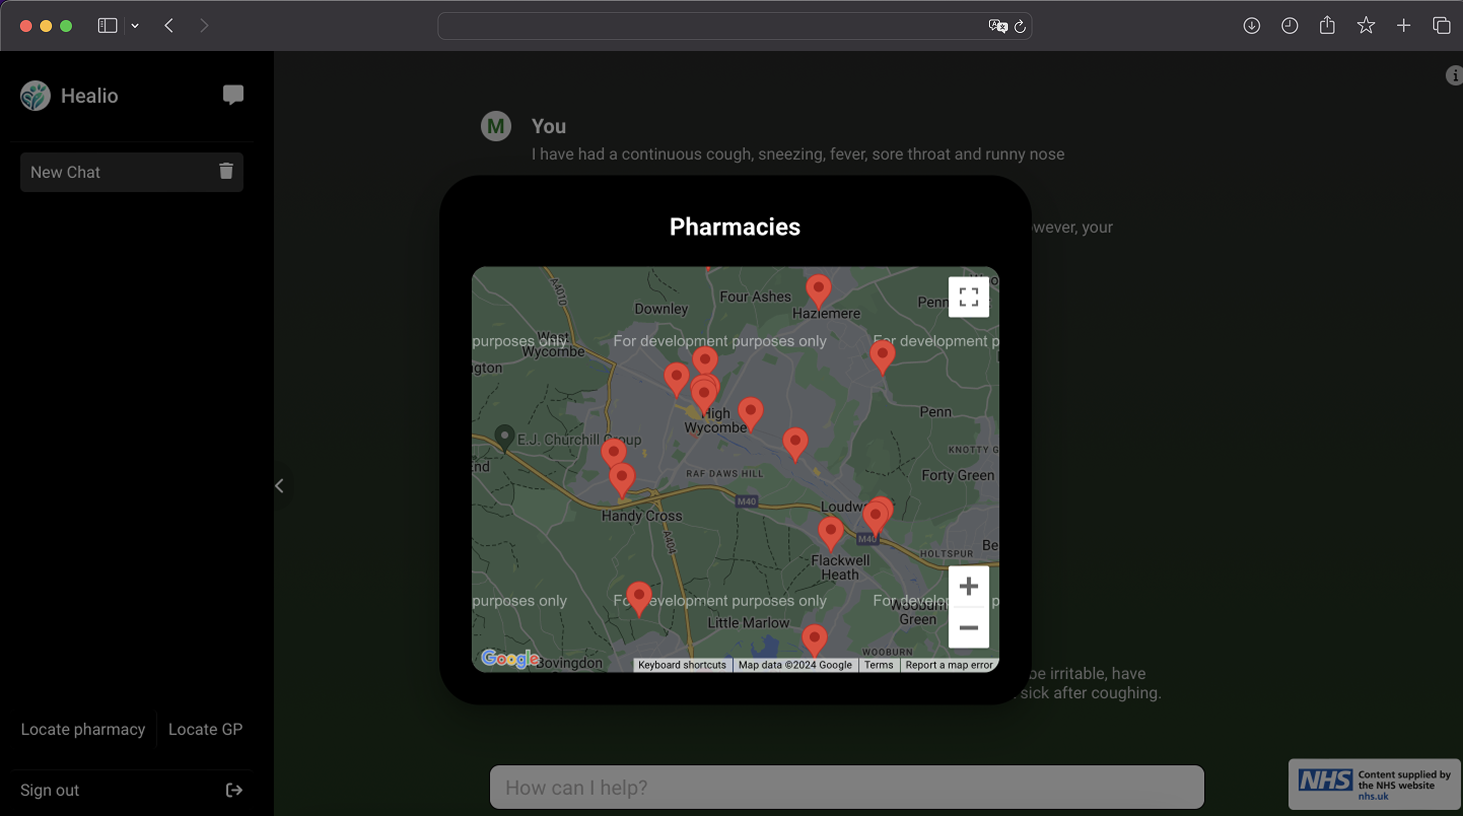 Healio
New Chat
M
You
I have had a continuous cough, sneezing, fever, sore throat and runny nose
wever, your
Pharmacies
A4010
Downley
Four Ashes
Hazlemere
Penn
purposes only
For development purposes only
For development p
West
Wycombe
gton
Penn
High
Wycombe
E.J. Churchill Group
KNOTTY G
End
RAF DAWS HILL
Forty Green
M40
Loudw
Handy Cross
A404
M40
HOLTSPUR
Be
Flackwell
Heath
purposes only
For development purposes only
For develop
p
Wooburn
Green
Little Marlow
WOOBURN
Google
Bovingdon
Keyboard shortcuts
Map data ©2024 Google
Terms
Report a map error
be irritable, have
sick after coughing.
Locate pharmacy
Locate GP
Sign out
How can I help?
NHS
Content supplied by
the NHS website
nhs.uk